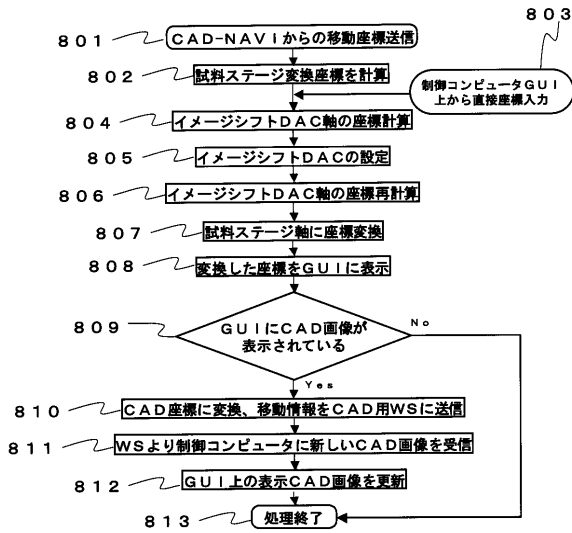 801
CAD-NAVIからの移動座標送信
803
802
試料ステージ変換座標を計算
制御コンピュータGUI
上から直接座標入力
804
イメージシフトDAC軸の座標計算
805
イメージシフトDACの設定
806
イメージシフトDAC軸の座標再計算
807
試料ステージ軸に座標変換
808
変換した座標をGUIに表示
809
GUIにCAD画像が
表示されている
No
Yes
810
CAD座標に変換、移動情報をCAD用WSに送信
811
WSより制御コンピュータに新しいCAD画像を受信
812
GUI上の表示CAD画像を更新
813
処理終了